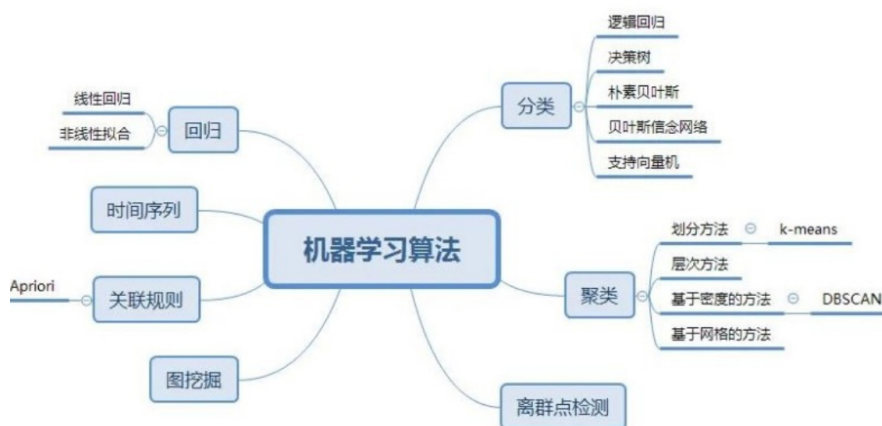 机器学习算法
分类
逻辑回归
决策树
朴素贝叶斯
贝叶斯信念网络
支持向量机
聚类
划分方法
k-means
层次方法
基于密度的方法
DBSCAN
基于网格的方法
离群点检测
回归
线性回归
非线性拟合
时间序列
关联规则
Apriori
图挖掘